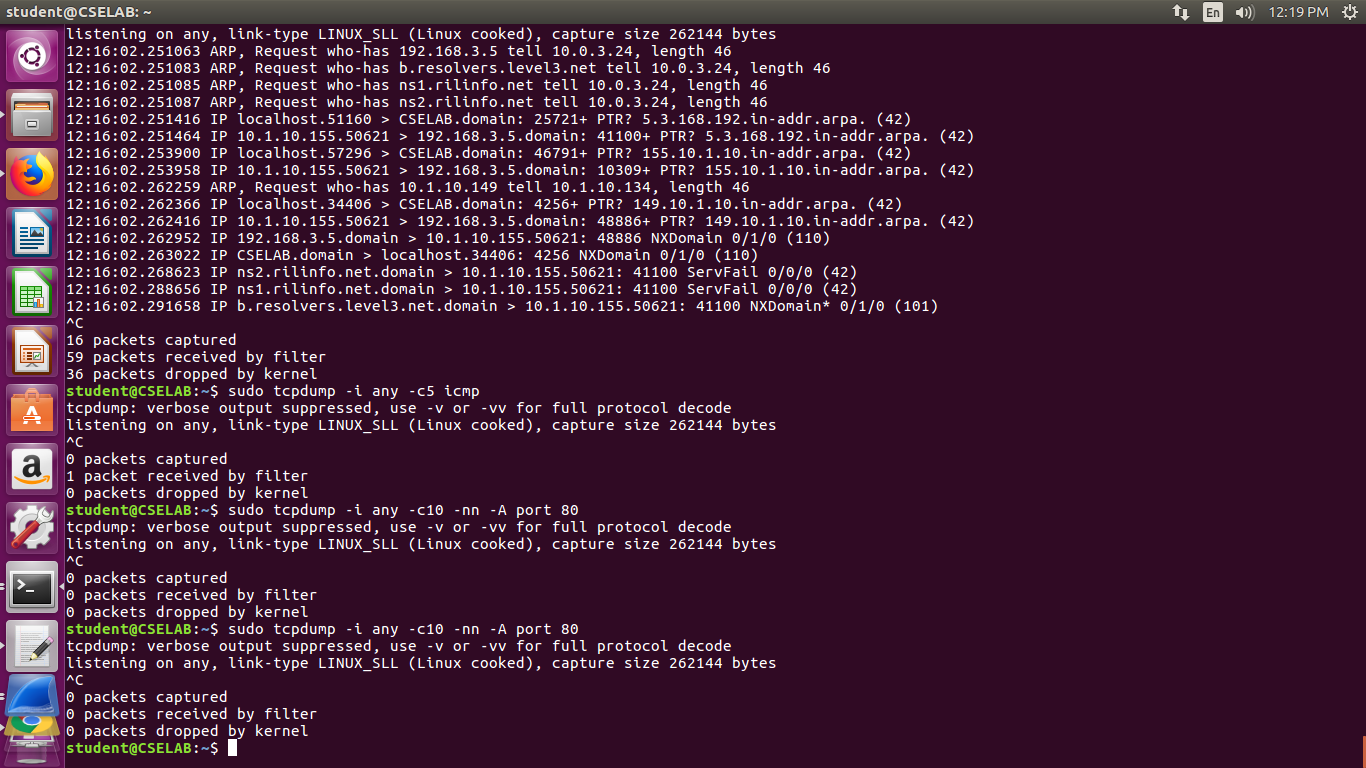 student@CSELAB: ~
En
12:19 PM
listening on any, link-type LINUX_SLL (Linux cooked), capture size 262144 bytes
12:16:02.251063 ARP, Request who-has 192.168.3.5 tell 10.0.3.24, length 46
12:16:02.251083 ARP, Request who-has b.resolvers.level3.net tell 10.0.3.24, length 46
12:16:02.251085 ARP, Request who-has ns1.rilinfo.net tell 10.0.3.24, length 46
12:16:02.251087 ARP, Request who-has ns2.rilinfo.net tell 10.0.3.24, length 46
12:16:02.251416 IP localhost.51160 > CSELAB.domain: 25721+ PTR? 5.3.168.192.in-addr.arpa. (42)
12:16:02.251464 IP 10.1.10.155.50621 > 192.168.3.5.domain: 41100+ PTR? 5.3.168.192.in-addr.arpa. (42)
12:16:02.253900 IP localhost.57296 > CSELAB.domain: 46791+ PTR? 155.10.1.10.in-addr.arpa. (42)
12:16:02.253958 IP 10.1.10.155.50621 > 192.168.3.5.domain: 10309+ PTR? 155.10.1.10.in-addr.arpa. (42)
12:16:02.262259 ARP, Request who-has 10.1.10.149 tell 10.1.10.134, length 46
12:16:02.262366 IP localhost.34406 > CSELAB.domain: 4256+ PTR? 149.10.1.10.in-addr.arpa. (42)
12:16:02.262416 IP 10.1.10.155.50621 > 192.168.3.5.domain: 48886+ PTR? 149.10.1.10.in-addr.arpa. (42)
12:16:02.262952 IP 192.168.3.5.domain > 10.1.10.155.50621: 48886 NXDomain 0/1/0 (110)
12:16:02.263022 IP CSELAB.domain > localhost.34406: 4256 NXDomain 0/1/0 (110)
12:16:02.268623 IP ns2.rilinfo.net.domain > 10.1.10.155.50621: 41100 ServFail 0/0/0 (42)
12:16:02.288656 IP ns1.rilinfo.net.domain > 10.1.10.155.50621: 41100 ServFail 0/0/0 (42)
12:16:02.291658 IP b.resolvers.level3.net.domain > 10.1.10.155.50621: 41100 NXDomain* 0/1/0 (101)
^C
16 packets captured
59 packets received by filter
36 packets dropped by kernel
student@CSELAB:~$ sudo tcpdump -i any -c5 icmp
tcpdump: verbose output suppressed, use -v or -vv for full protocol decode
listening on any, link-type LINUX_SLL (Linux cooked), capture size 262144 bytes
^C
0 packets captured
1 packet received by filter
0 packets dropped by kernel
student@CSELAB:~$ sudo tcpdump -i any -c10 -nn -A port 80
tcpdump: verbose output suppressed, use -v or -vv for full protocol decode
listening on any, link-type LINUX_SLL (Linux cooked), capture size 262144 bytes
^C
0 packets captured
0 packets received by filter
0 packets dropped by kernel
student@CSELAB:~$ sudo tcpdump -i any -c10 -nn -A port 80
tcpdump: verbose output suppressed, use -v or -vv for full protocol decode
listening on any, link-type LINUX_SLL (Linux cooked), capture size 262144 bytes
^C
0 packets captured
0 packets received by filter
0 packets dropped by kernel
student@CSELAB:~$